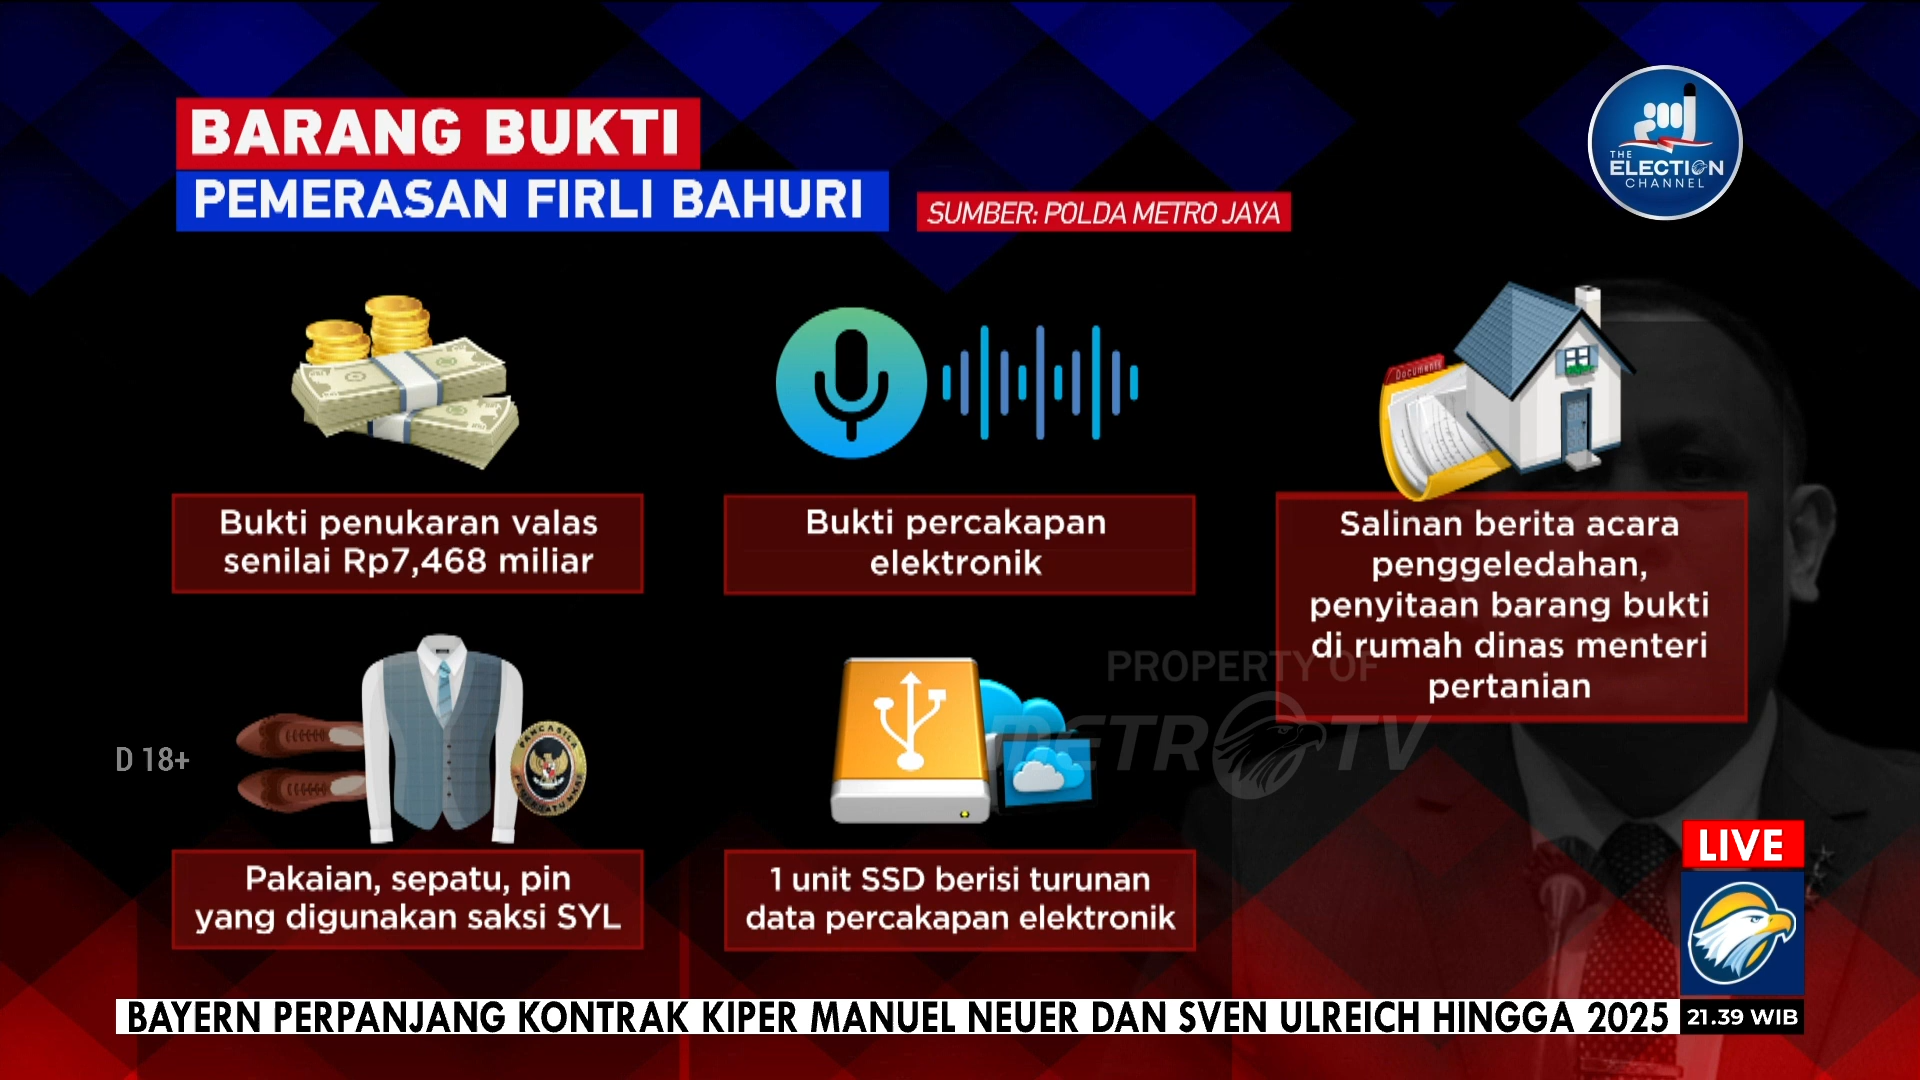 BARANG BUKTI
PEMERASAN FIRLI BAHURI
SUMBER: POLDA METRO JAYA
THE
ELECTION
CHANNEL
Bukti penukaran valas
senilai Rp7,468 miliar
Bukti percakapan
elektronik
Documents
Salinan berita acara
penggeledahan,
penyitaan barang bukti
di rumah dinas menteri
pertanian
PROPERTY OF
METRO TV
D 18+
PANCASILA
PEMERSATU
Pakaian, sepatu, pin
yang digunakan saksi SYL
1 unit SSD berisi turunan
data percakapan elektronik
LIVE
BAYERN PERPANJANG KONTRAK KIPER MANUEL NEUER DAN SVEN ULREICH HINGGA 2025
21.39 WIB